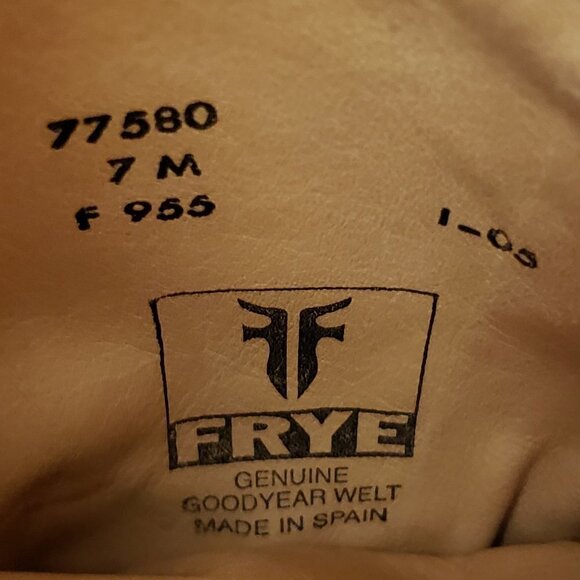 77580
7 M
F 955
1-05
FRYE
GENUINE
GOODYEAR WELT
MADE IN SPAIN